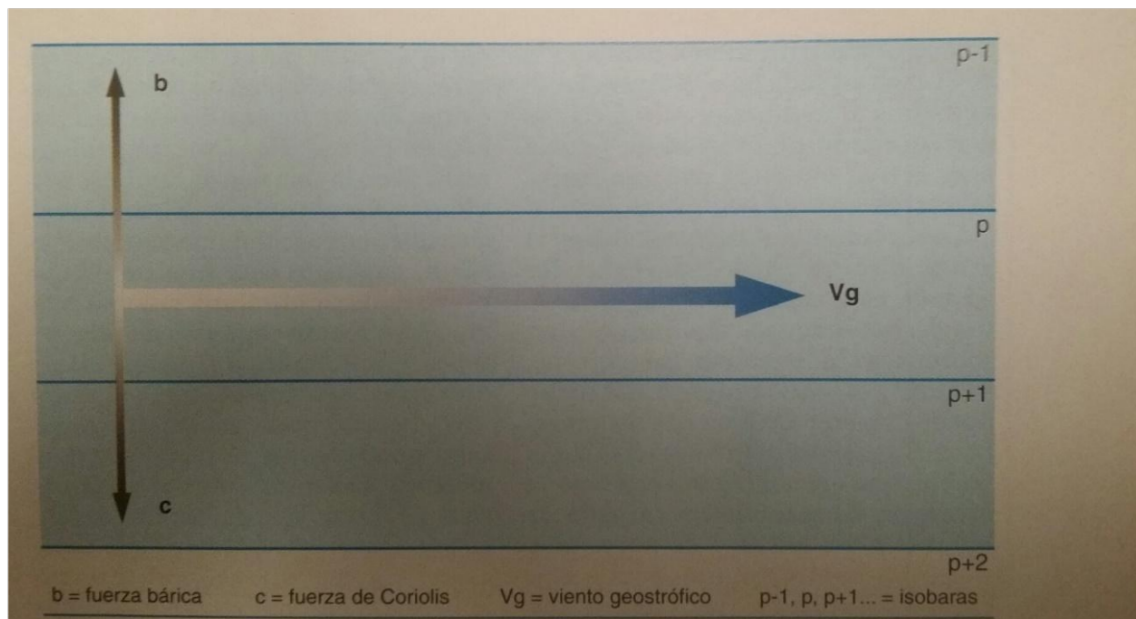 p-1
b
p
Vg
p+1
c
p+2
b = fuerza bárica c = fuerza de Coriolis Vg = viento geostrófico p-1, p, p+1... = isobaras